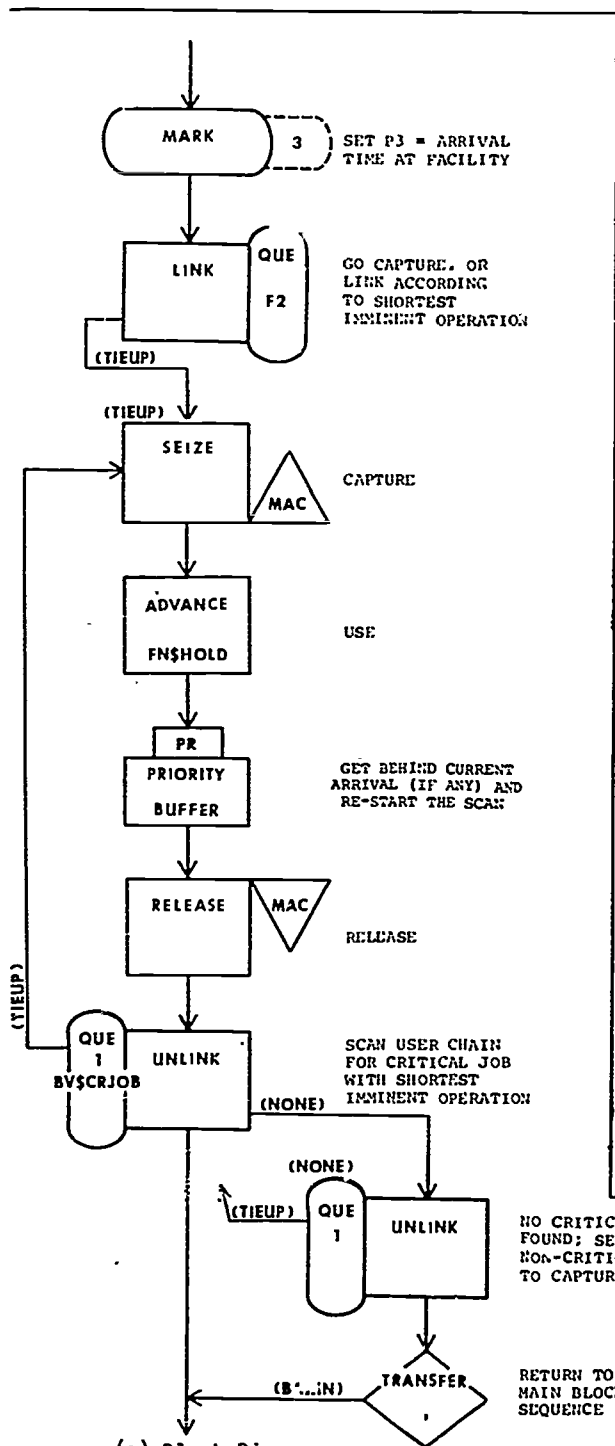 MARK
3
SET P3 = ARRIVAL
TIME AT FACILITY
LINK
QUE
F2
GO CAPTURE, OR
LINK ACCORDING
TO SHORTEST
IMMINENT OPERATION
(TIEUP)
(TIEUP)
SEIZE
MAC
CAPTURE
ADVANCE
FN$HOLD
USE
PR
PRIORITY
BUFFER
GET BEHIND CURRENT
ARRIVAL (IF ANY) AND
RE-START THE SCAN
RELEASE
MAC
RELEASE
(TIEUP)
QUE
1
BV$CRJOB
UNLINK
SCAN USER CHAIN
FOR CRITICAL JOB
WITH SHORTEST
IMMINENT OPERATION
(NONE)
(NONE)
(TIEUP)
QUE
1
UNLINK
NO CRITIC
FOUND; SE
NON-CRITI
TO CAPTUR
TRANSFER
,
RETURN TO
MAIN BLOC
SEQUENCE